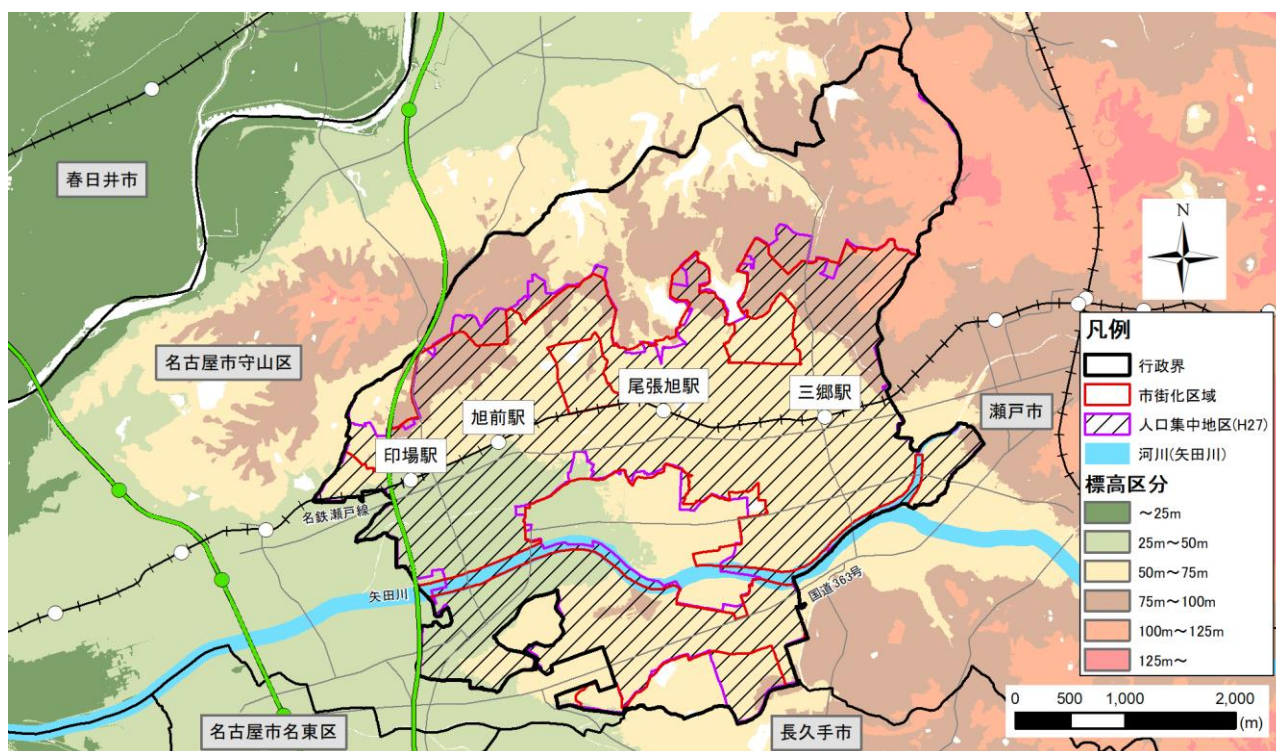 春日井市
名古屋市守山区
印場駅
旭前駅
尾張旭駅
三郷駅
瀬戸市
名鉄瀬戸線
矢田川
国道363号
名古屋市名東区
長久手市
N
凡例
行政界
市街化区域
人口集中地区(H27)
河川(矢田川)
標高区分
～25m
25m～50m
50m～75m
75m～100m
100m～125m
125m～
0 500 1,000 2,000
(m)